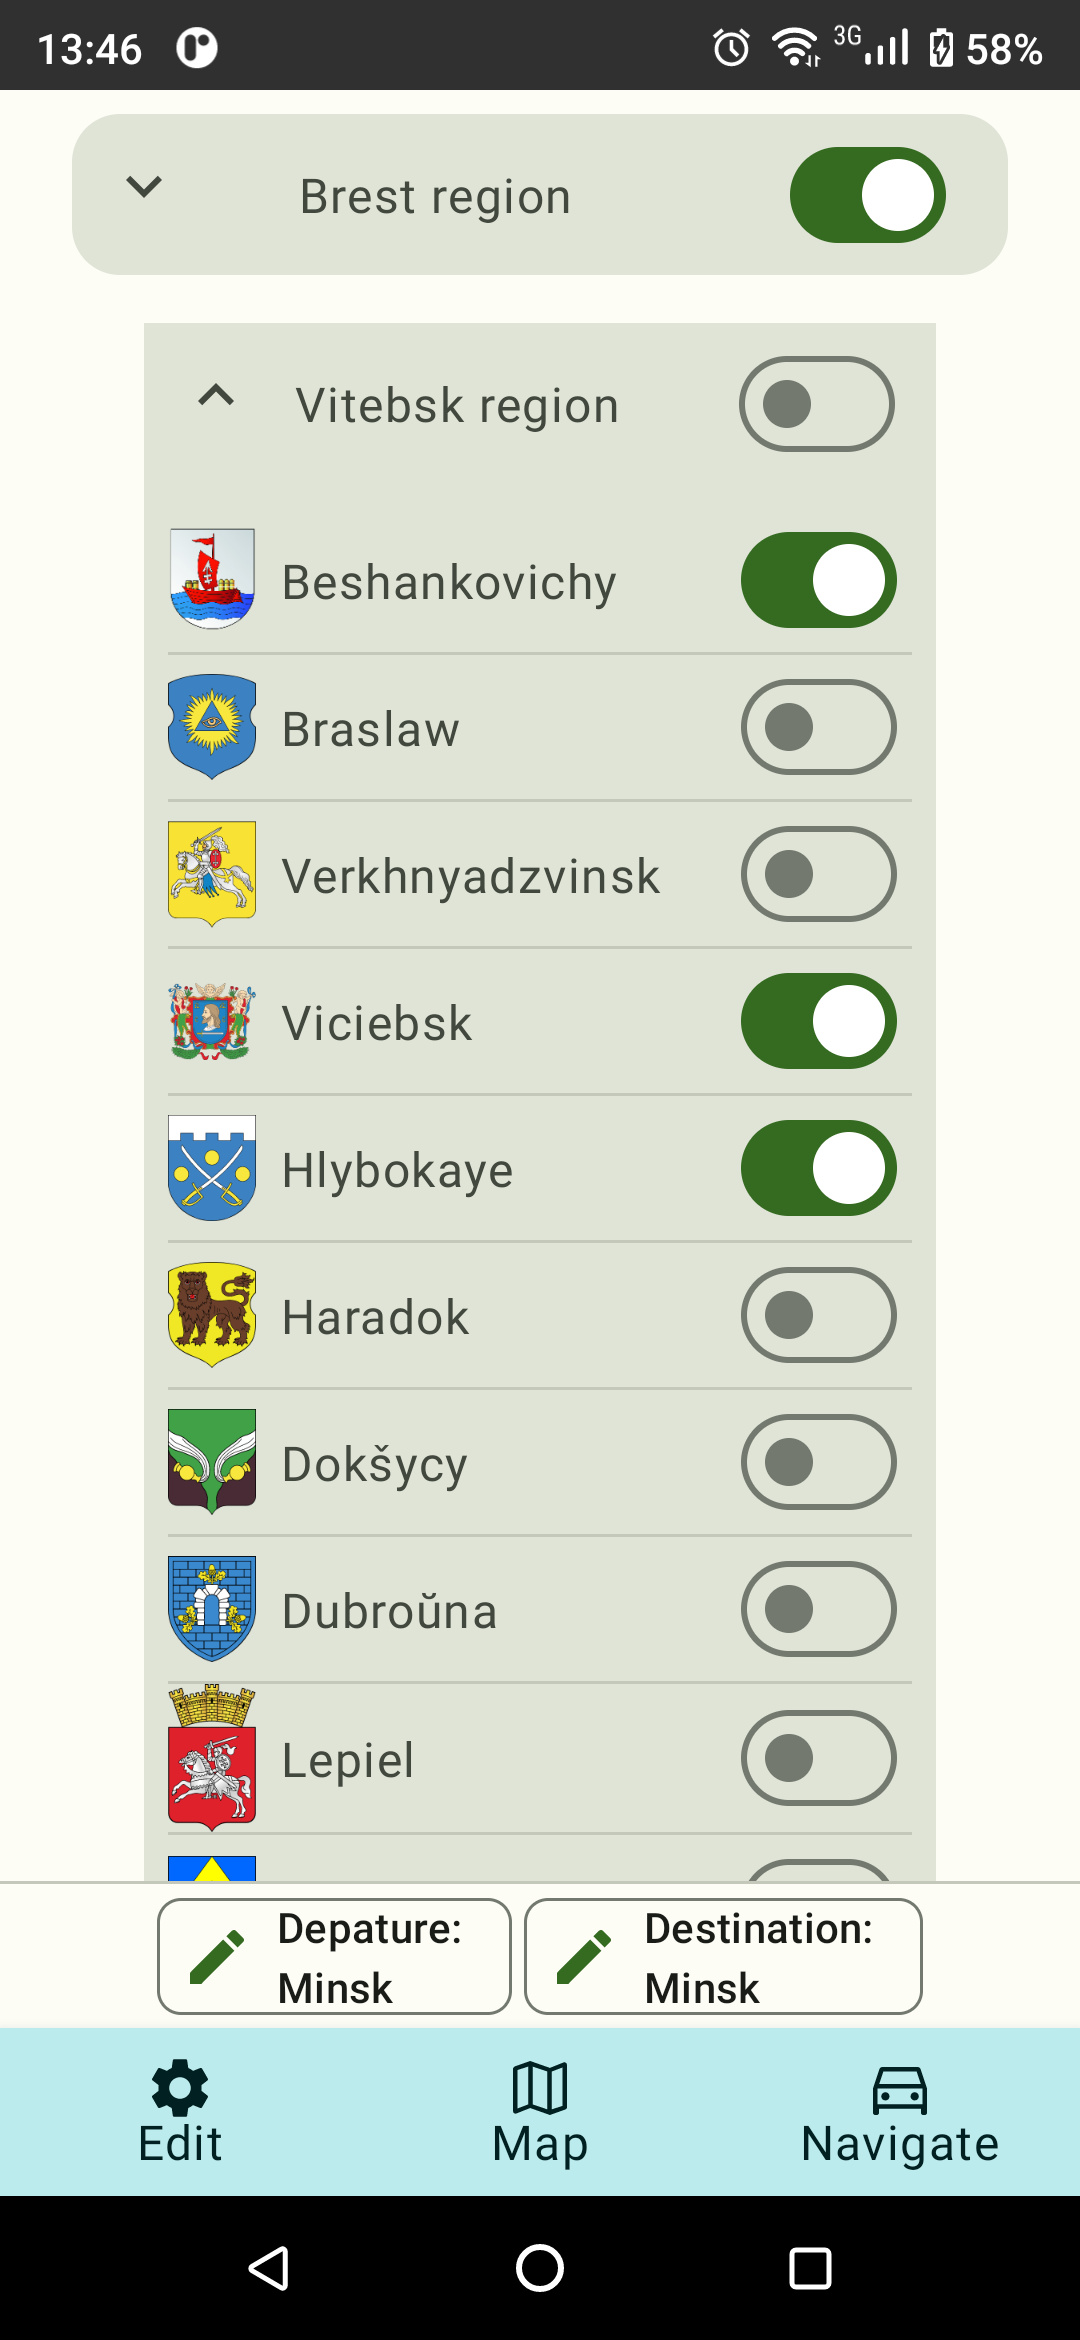 13:46 3G 58%
Brest region
Vitebsk region
Beshankovichy
Braslaw
Verkhnyadzvinsk
Viciebsk
Hlybokaye
Haradok
Dokšycy
Dubroŭna
Lepiel
Depature: Minsk
Destination: Minsk
Edit Map Navigate